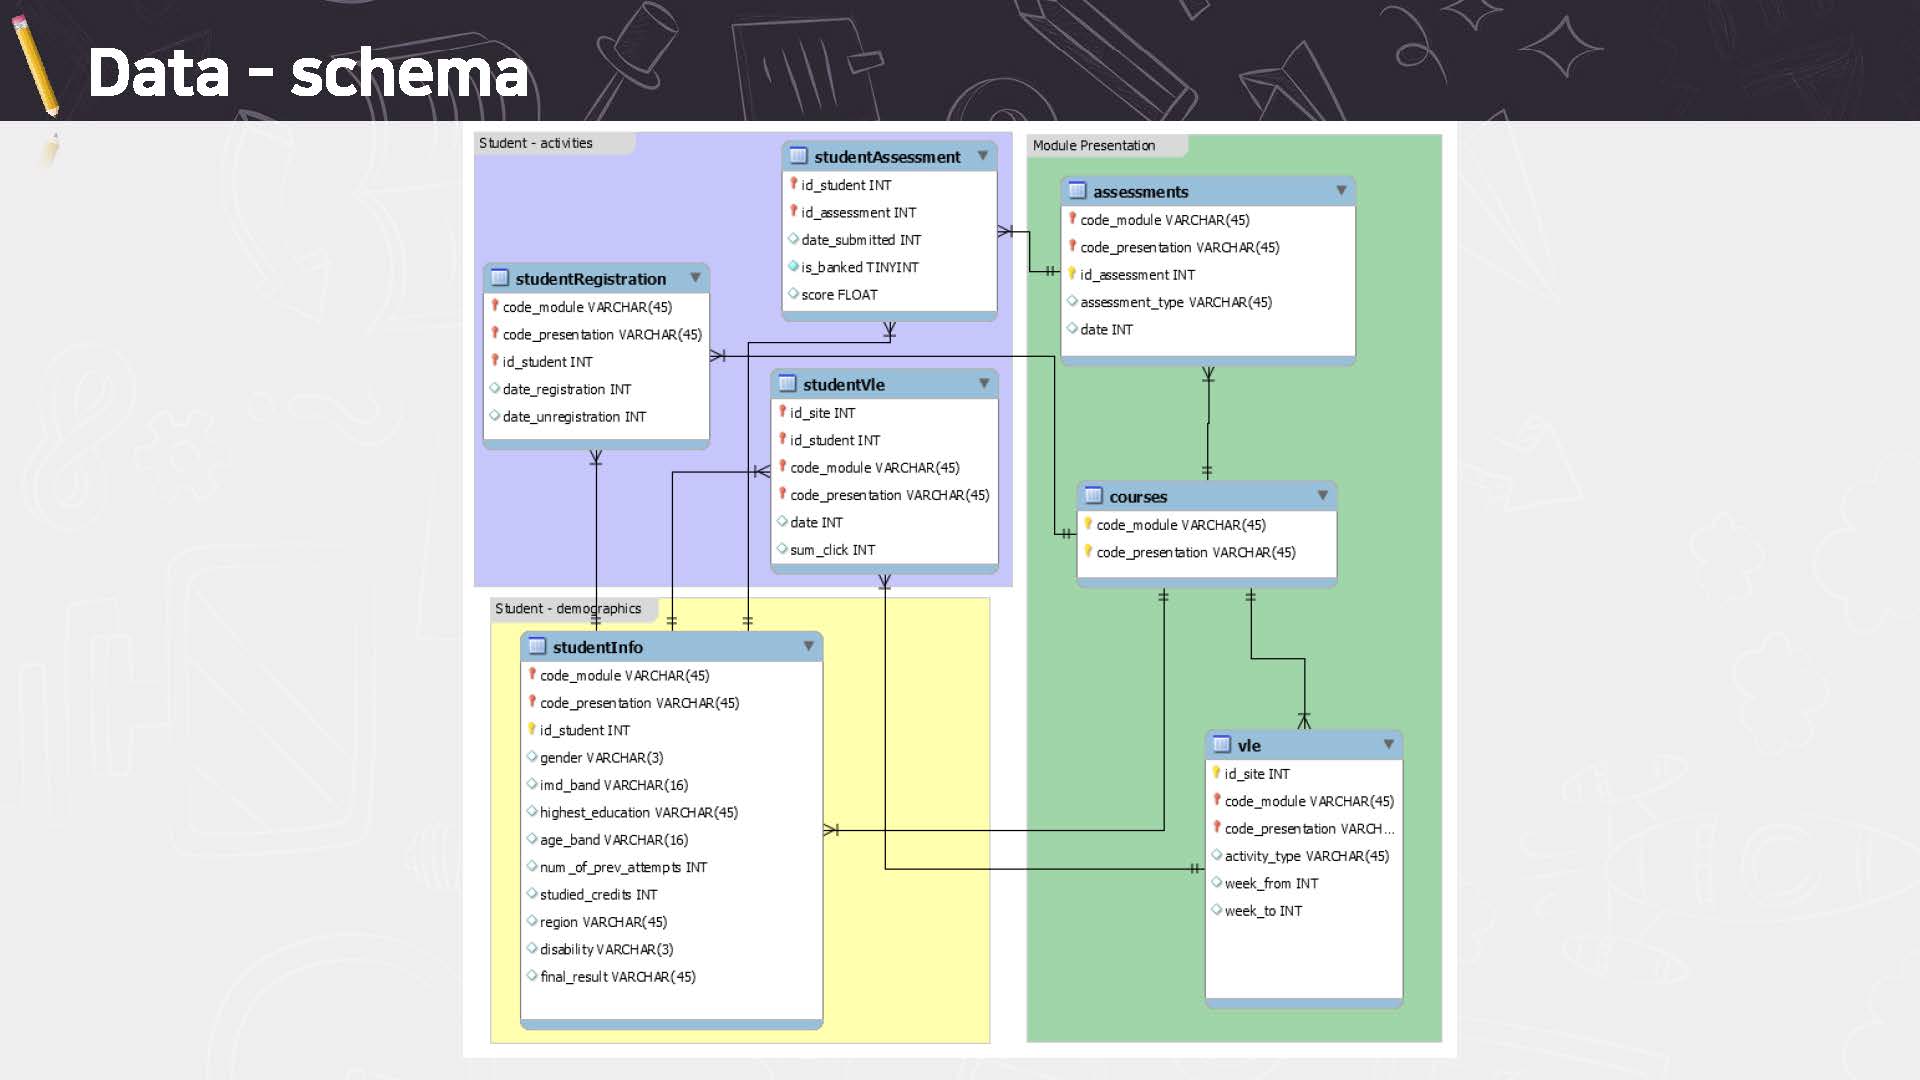 Data - schema
Student - activities
studentAssessment
id_student INT
id_assessment INT
date_submitted INT
is_banked TINYINT
score FLOAT
studentRegistration
code_module VARCHAR(45)
code_presentation VARCHAR(45)
id_student INT
date_registration INT
date_unregistration INT
studentVle
id_site INT
id_student INT
code_module VARCHAR(45)
code_presentation VARCHAR(45)
date INT
sum_click INT
Student - demographics
studentInfo
code_module VARCHAR(45)
code_presentation VARCHAR(45)
id_student INT
gender VARCHAR(3)
imd_band VARCHAR(16)
highest_education VARCHAR(45)
age_band VARCHAR(16)
num_of_prev_attempts INT
studied_credits INT
region VARCHAR(45)
disability VARCHAR(3)
final_result VARCHAR(45)
Module Presentation
assessments
code_module VARCHAR(45)
code_presentation VARCHAR(45)
id_assessment INT
assessment_type VARCHAR(45)
date INT
courses
code_module VARCHAR(45)
code_presentation VARCHAR(45)
vle
id_site INT
code_module VARCHAR(45)
code_presentation VARCH...
activity_type VARCHAR(45)
week_from INT
week_to INT